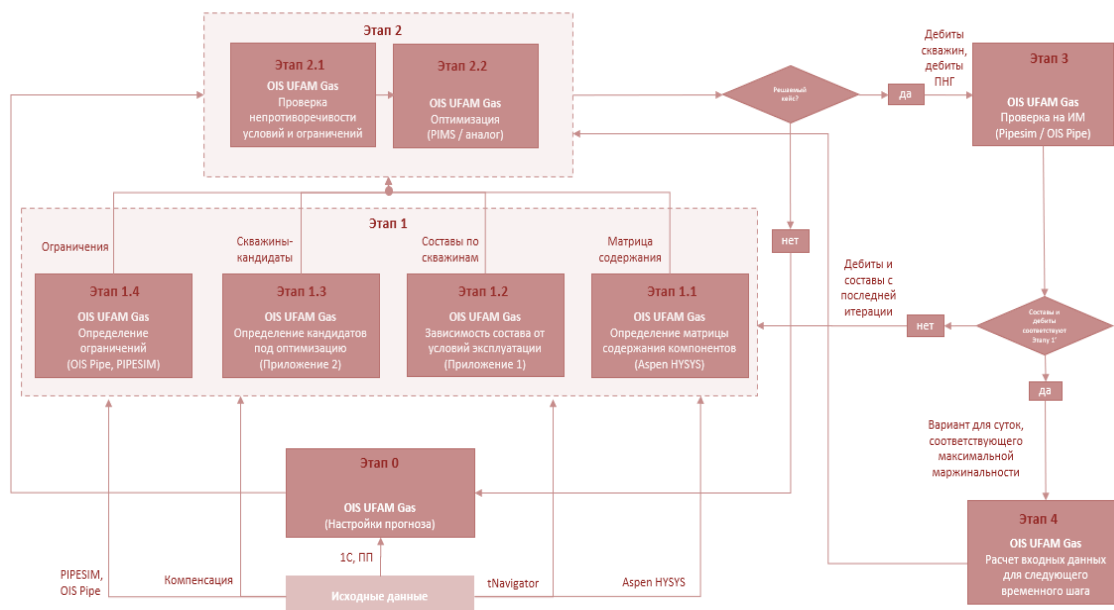 Этап 2
Этап 2.1
OIS UFAM Gas
Проверка
непротиворечивости
условий и ограничений
Этап 2.2
OIS UFAM Gas
Оптимизация
(PIMS / аналог)
Решаемый
кейс?
да
Дебиты
скважин,
дебиты
ПНГ
Этап 3
OIS UFAM Gas
Проверка на ИМ
(Pipesim / OIS Pipe)
нет
Этап 1
Ограничения
Скважины-
кандидаты
Составы по
скважинам
Матрица
содержания
Этап 1.4
OIS UFAM Gas
Определение
ограничений
(OIS Pipe, PIPESIM)
Этап 1.3
OIS UFAM Gas
Определение кандидатов
под оптимизацию
(Приложение 2)
Этап 1.2
OIS UFAM Gas
Зависимость состава от
условий эксплуатации
(Приложение 1)
Этап 1.1
OIS UFAM Gas
Определение матрицы
содержания компонентов
(Aspen HYSYS)
Дебиты и
составы с
последней
итерации
нет
Составы и
дебиты
соответствуют
Этапу 1*
да
Вариант для суток,
соответствующего
максимальной
маржинальности
Этап 0
OIS UFAM Gas
(Настройки прогноза)
Этап 4
OIS UFAM Gas
Расчет входных данных
для следующего
временного шага
PIPESIM,
OIS Pipe
Компенсация
1С, ПП
tNavigator
Aspen HYSYS
Исходные данные